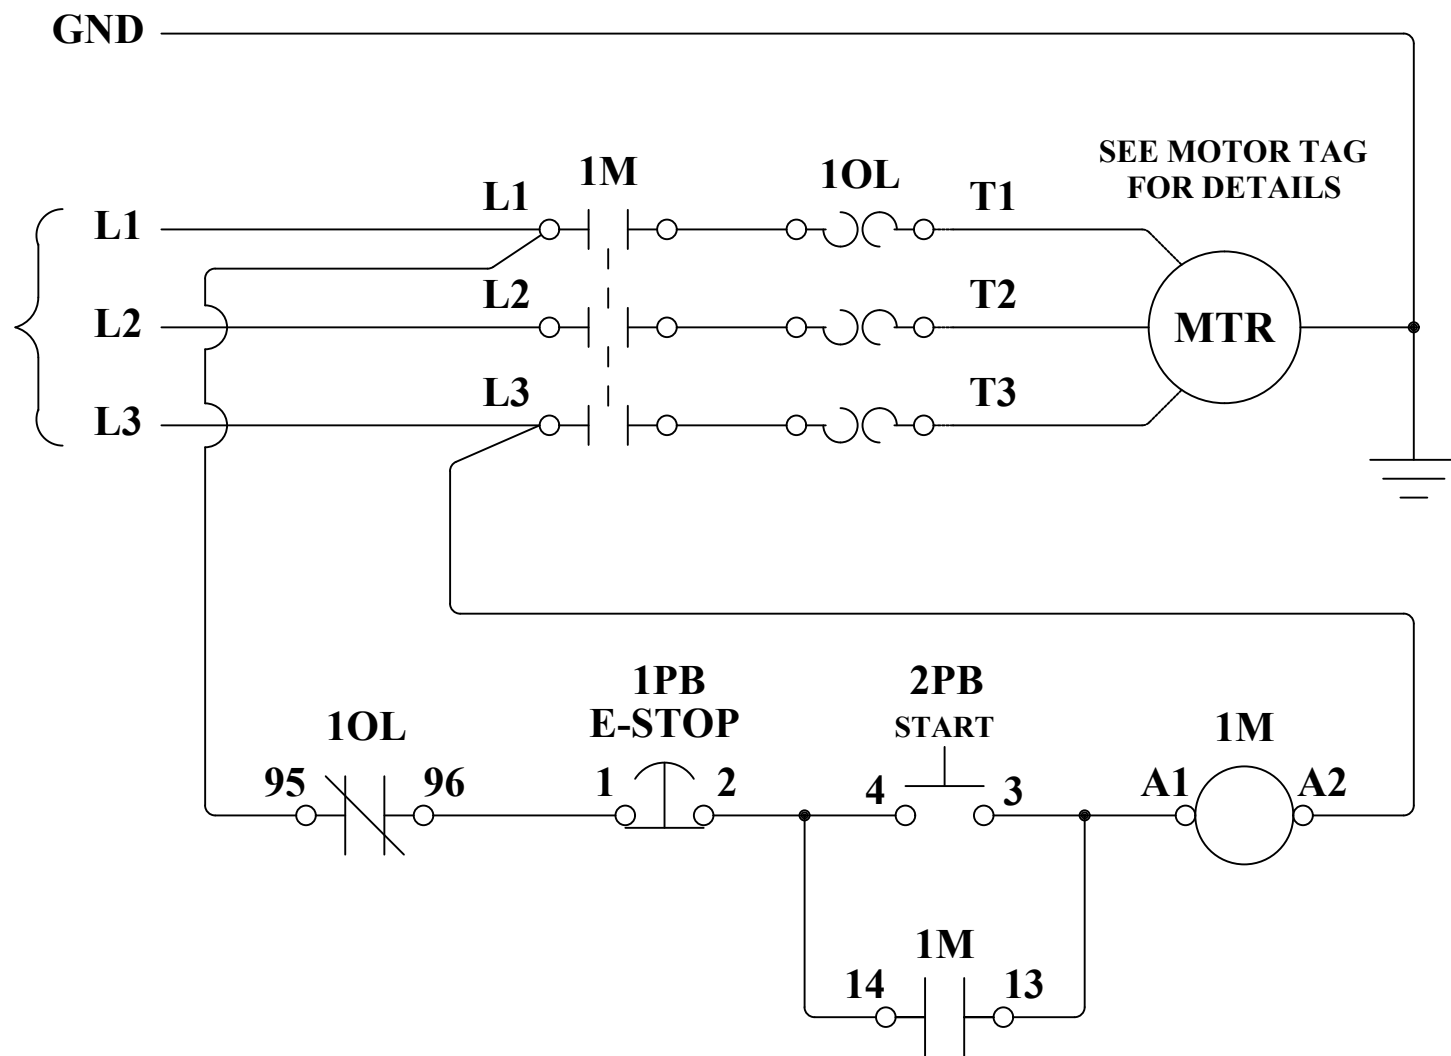 GND
SEE MOTOR TAG
FOR DETAILS
1M
1OL
L1
L1
T1
L2
L2
T2
MTR
L3
L3
T3
1PB
E-STOP
2PB
START
1OL
1M
95
96
1
2
4
3
A1
A2
1M
14
13